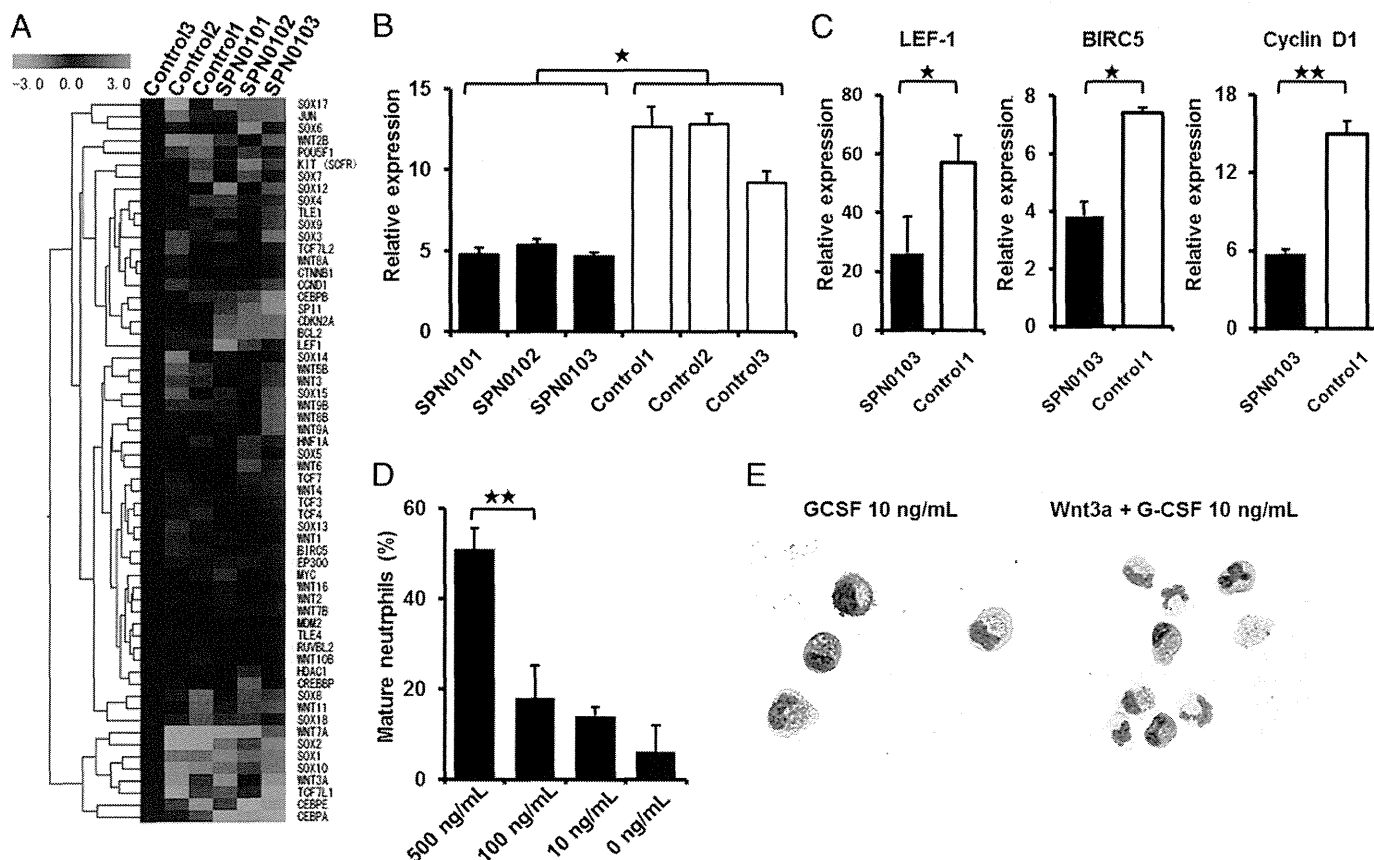 A
-3.0 0.0 3.0
Control3
Control2
Control1
SPN0101
SPN0102
SPN0103
SOX17
JUN
SOX6
WNT2B
POU5F1
KIT (SCFR)
SOX7
SOX12
SOX4
TLE1
SOX9
SOX3
TCF7L2
WNT8A
CTNNB1
CCND1
CEBPB
SPI1
CDKN2A
BCL2
LEF1
SOX14
WNT5B
WNT3
SOX15
WNT9B
WNT8B
WNT9A
HNF1A
SOX5
WNT6
TCF7
WNT4
TCF3
TCF4
SOX13
WNT1
BIRC5
EP300
MYC
WNT16
WNT2
WNT7B
MDM2
TLE4
RUVBL2
WNT10B
HDAC1
CREBBP
SOX8
WNT11
SOX18
WNT7A
SOX2
SOX1
SOX10
WNT3A
TCF7L1
CEBPE
CEBPA
B
★
Relative expression
15
10
5
0
SPN0101
SPN0102
SPN0103
Control1
Control2
Control3
C
LEF-1
★
Relative expression
80
60
40
20
0
SPN0103
Control1
BIRC5
★
Relative expression
8
6
4
2
0
SPN0103
Control1
Cyclin D1
★★
Relative expression
18
12
6
0
SPN0103
Control1
D
★★
Mature neutrphils (%)
60
40
20
0
500 ng/mL
100 ng/mL
10 ng/mL
0 ng/mL
E
GCSF 10 ng/mL
Wnt3a + G-CSF 10 ng/mL